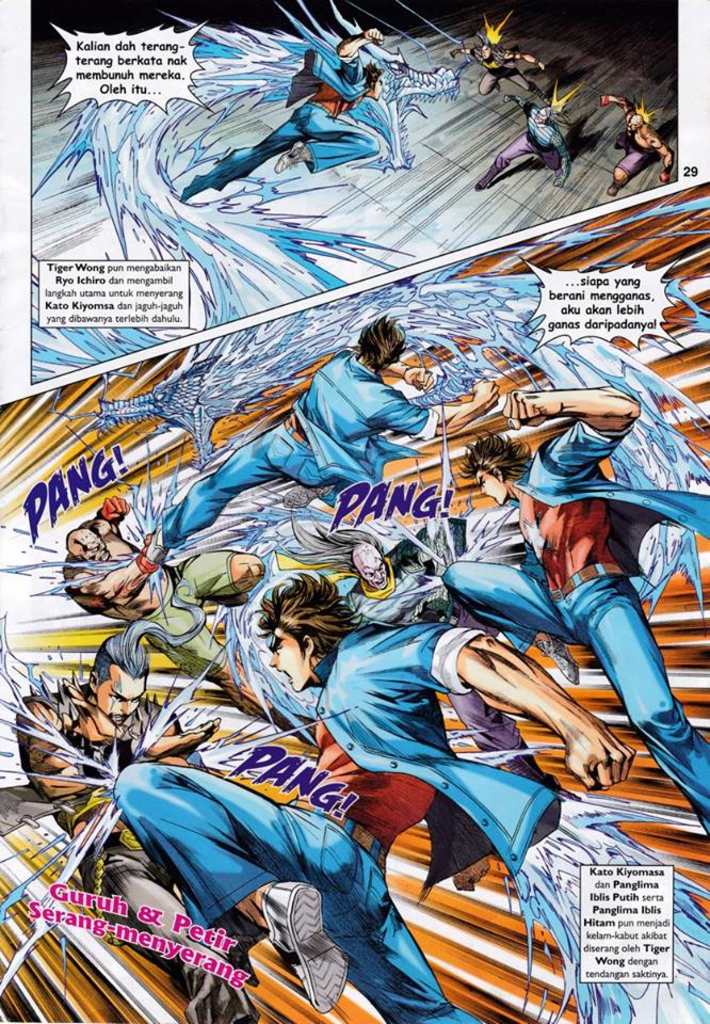 Kalian dah terang-
terang berkata nak
membunuh mereka.
Oleh itu...
29
Tiger Wong pun mengabaikan
Ryo Ichiro dan mengambil
langkah utama untuk menyerang
Kato Kiyomsa dan jaguh-jaguh
yang dibawanya terlebih dahulu.
...siapa yang
berani mengganas,
aku akan lebih
ganas daripadanya!
PANG!
PANG!
PANG!
Guruh & Petir
Serang-menyerang
Kato Kiyomasa
dan Panglima
Iblis Putih serta
Panglima Iblis
Hitam pun menjadi
kelam-kabut akibat
diserang oleh Tiger
Wong dengan
tendangan saktinya.